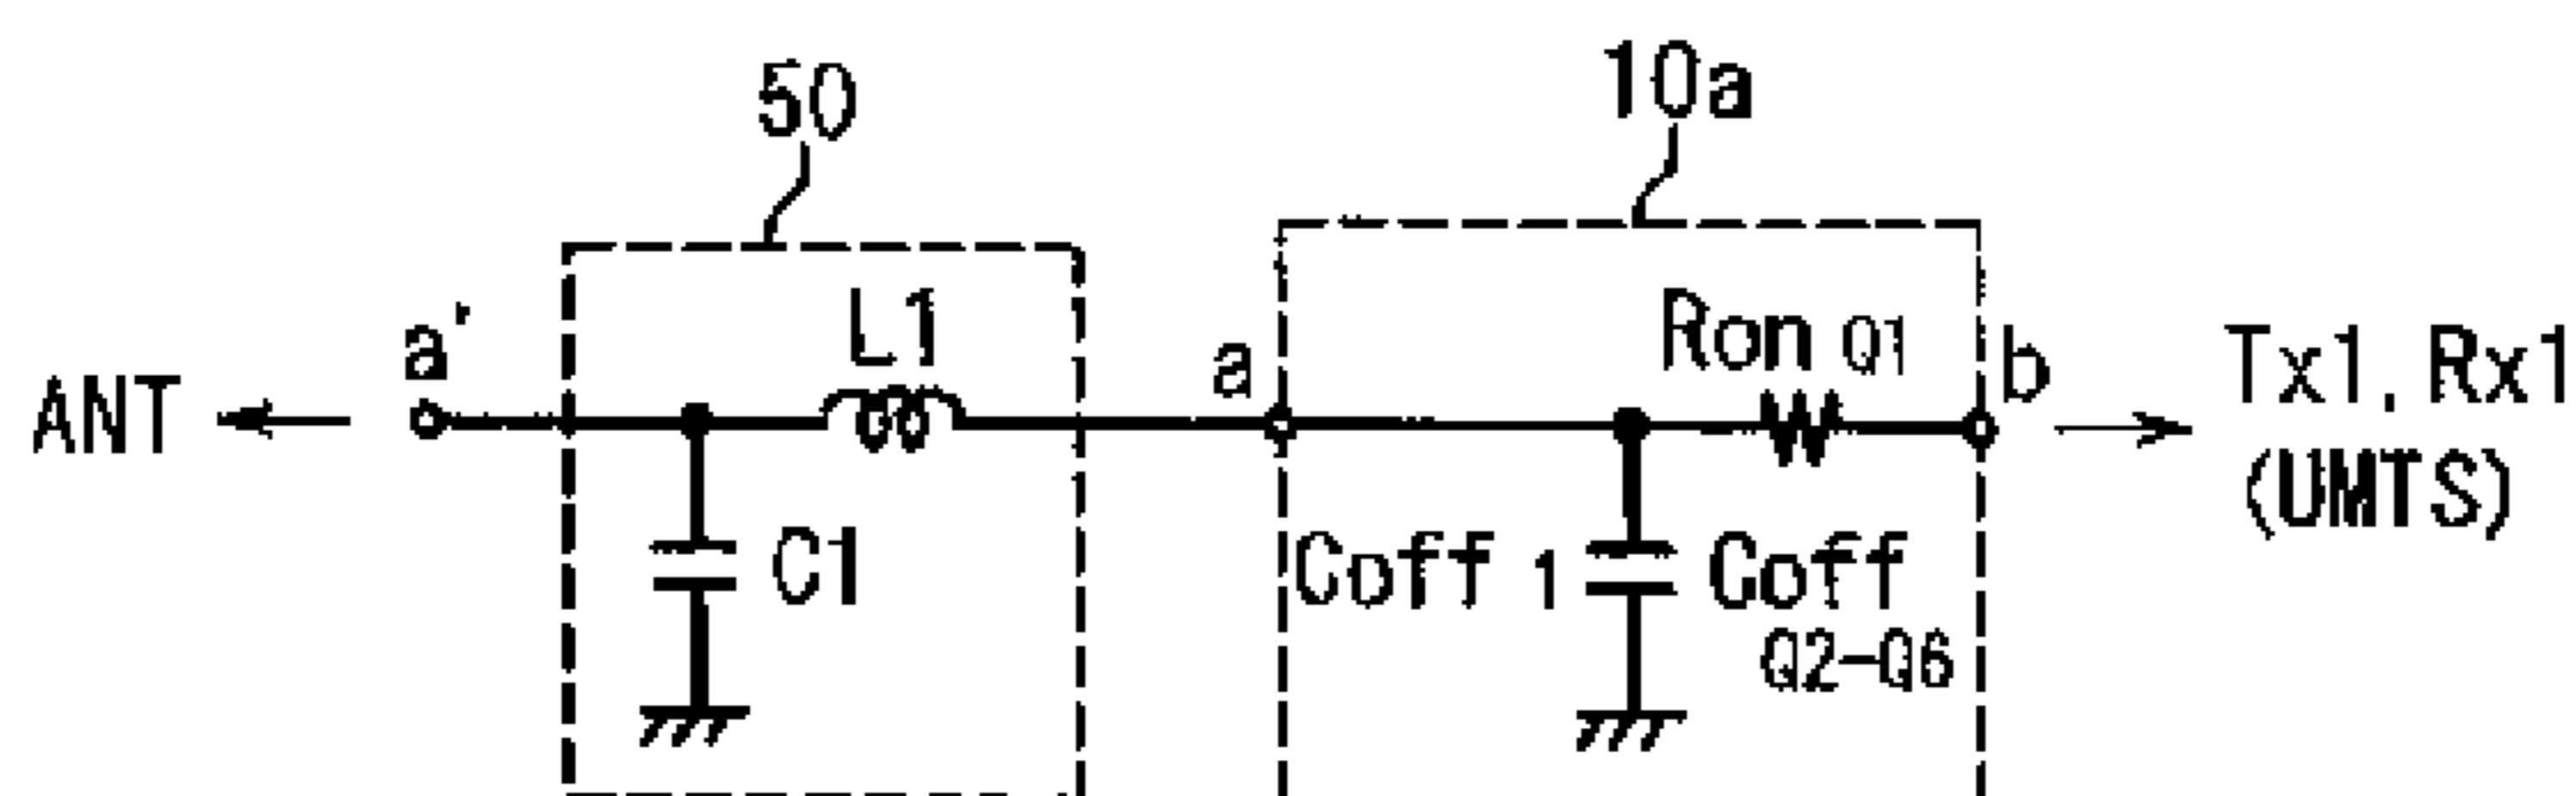 50
10a
a'
L1
a
Ron Q1
b
ANT
Tx1, Rx1
(UMTS)
C1
Coff 1
Coff
Q2-Q6